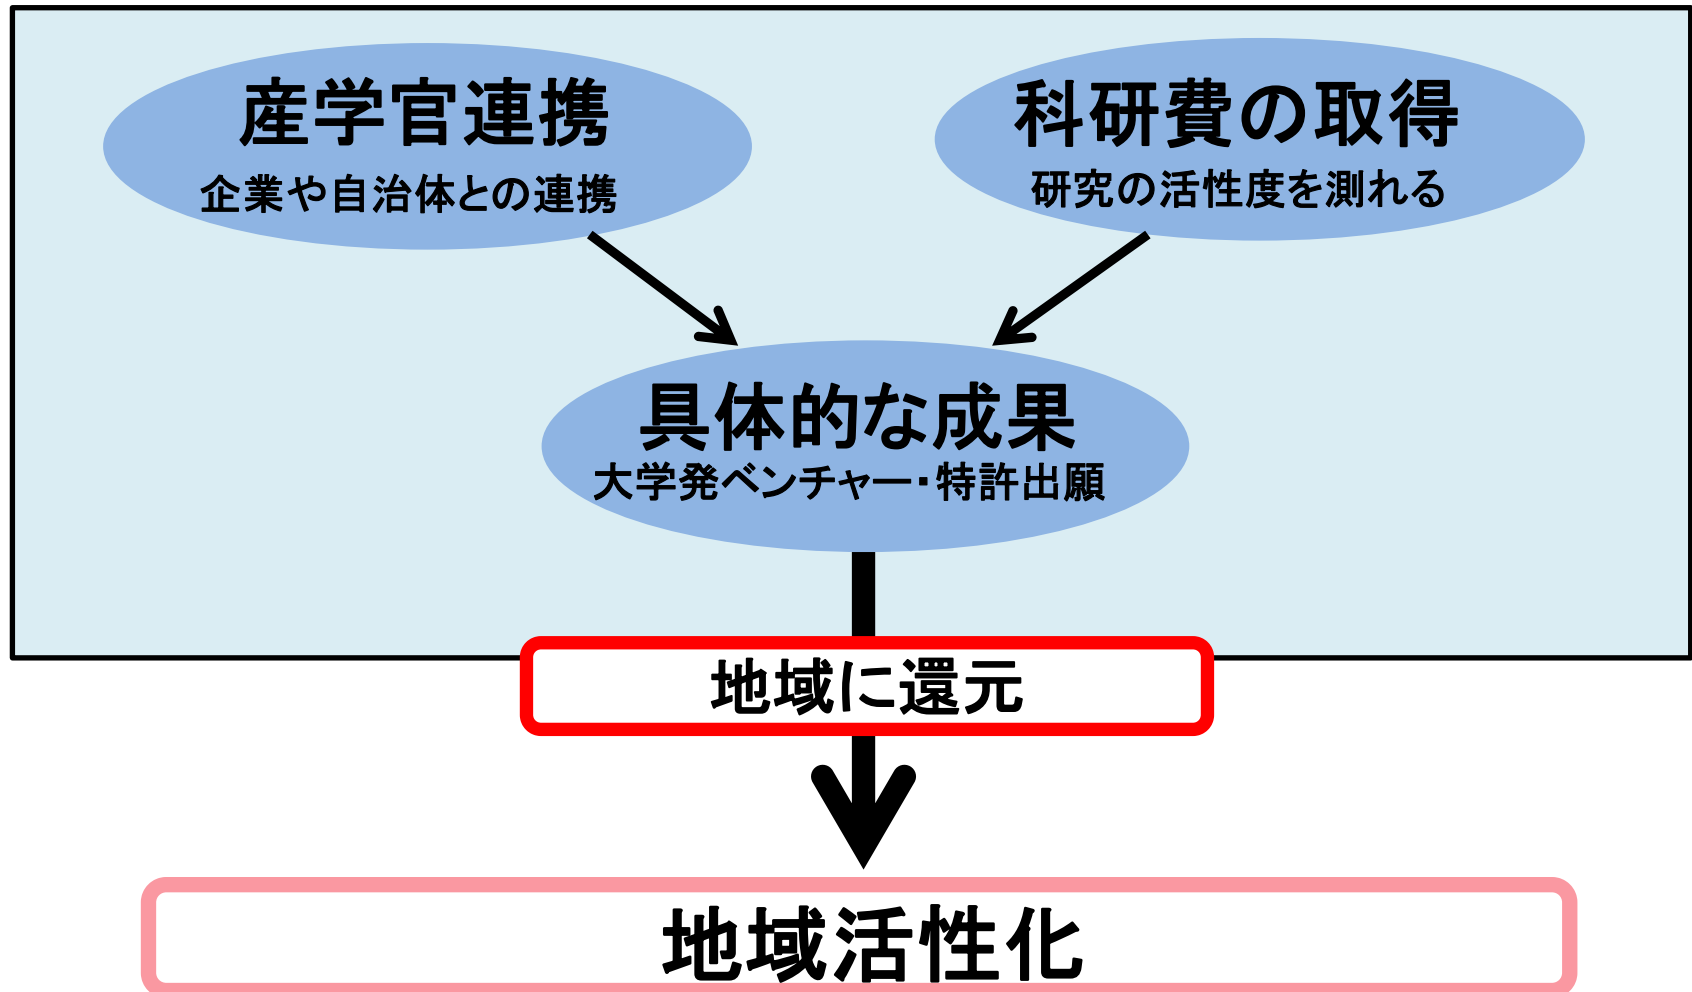 産学官連携
企業や自治体との連携
科研費の取得
研究の活性度を測れる
具体的な成果
大学発ベンチャー・特許出願
地域に還元
地域活性化